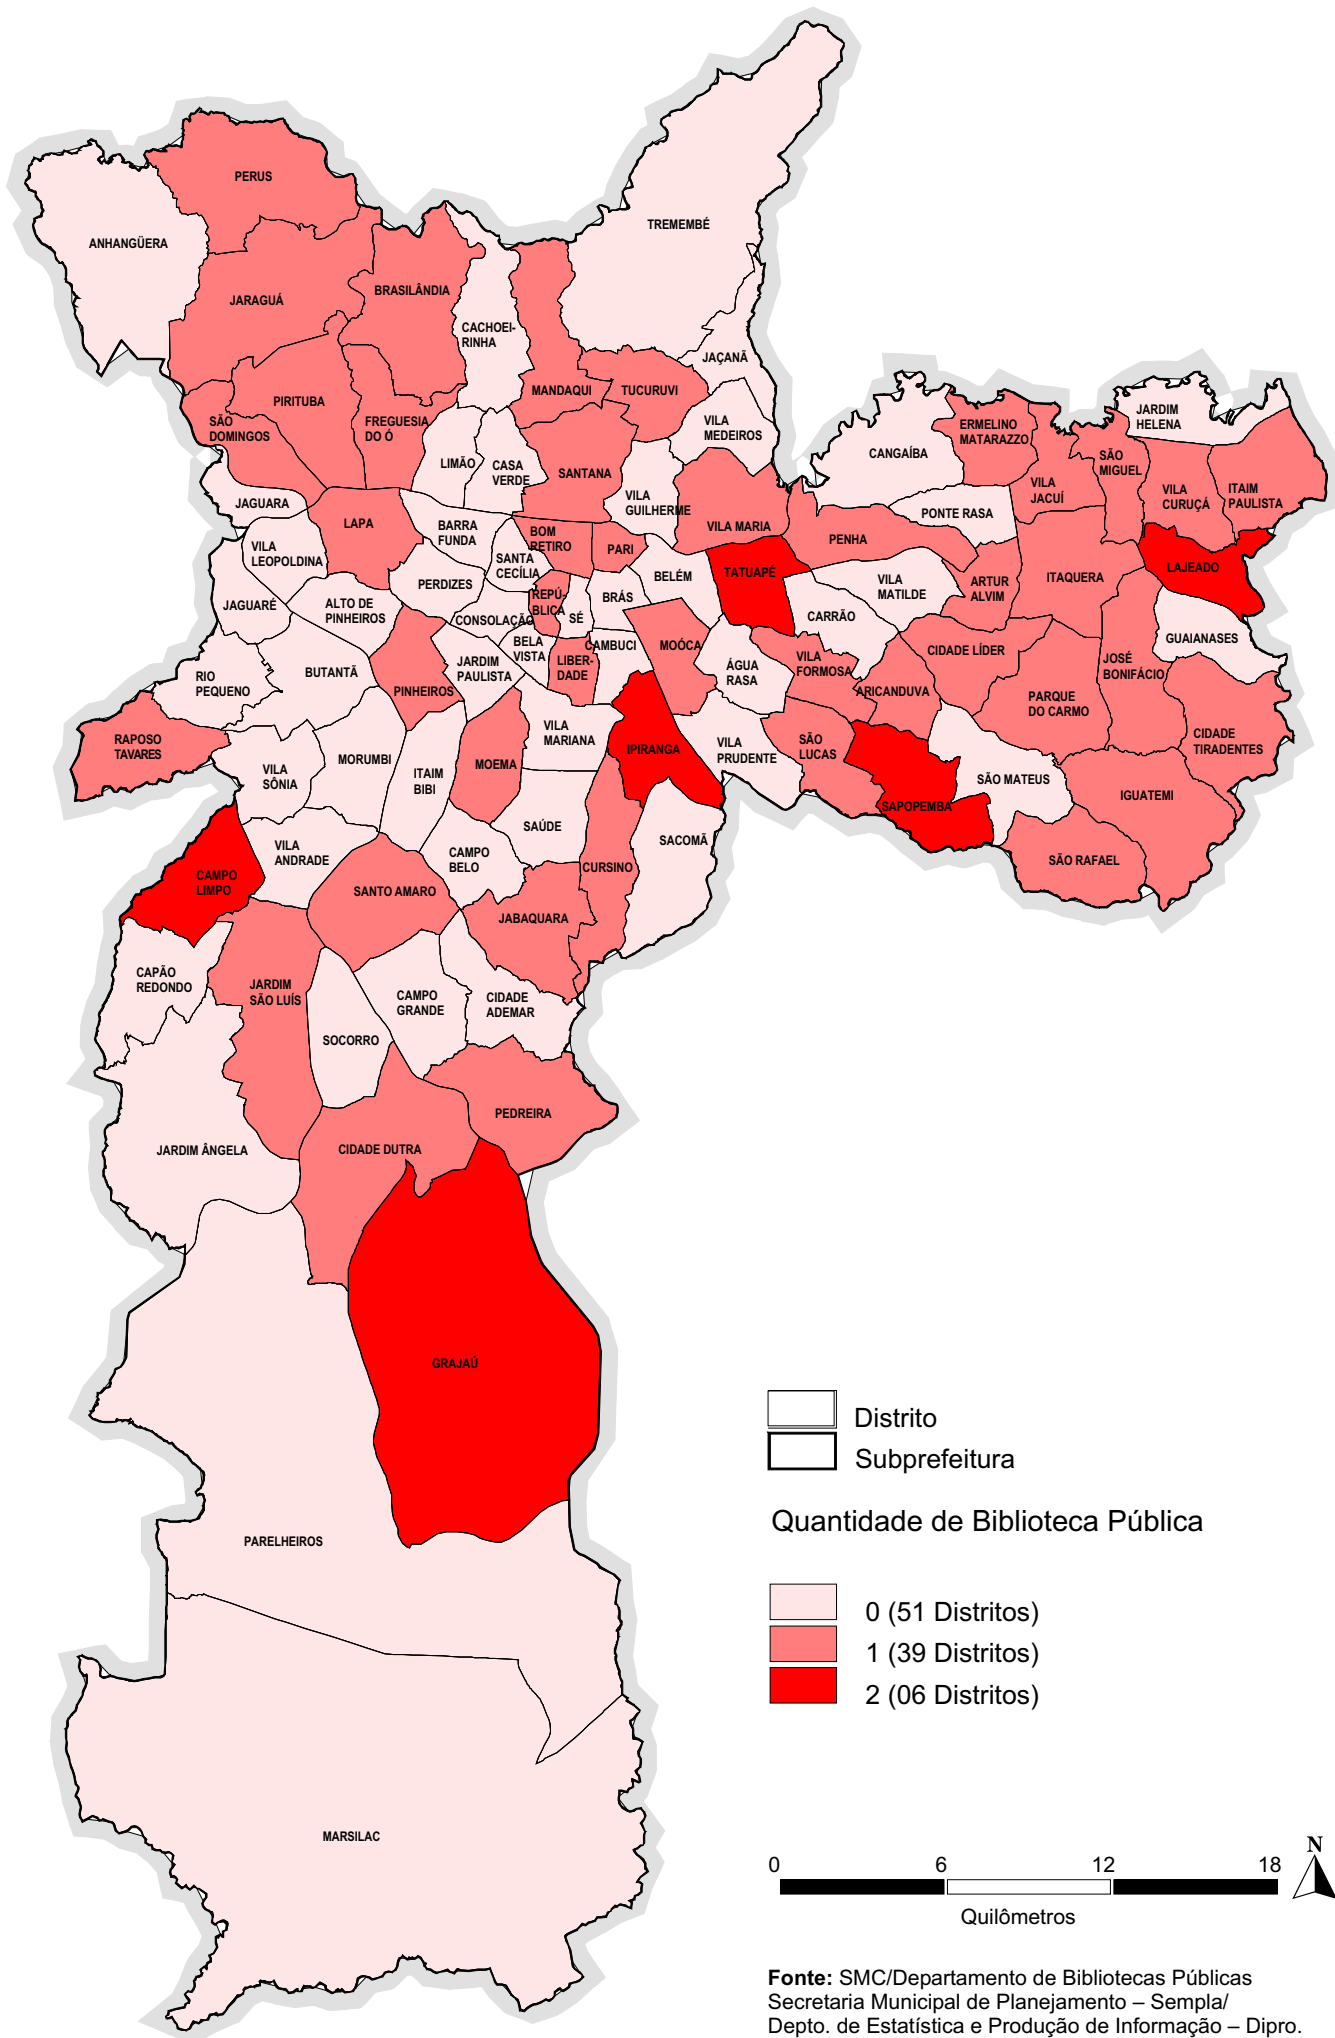 PERUS
TREMEMBÉ
ANHANGÜERA
BRASILÂNDIA
JARAGUÁ
CACHOEI-
RINHA
JAÇANÃ
MANDAQUI
TUCURUVI
PIRITUBA
JARDIM
HELENA
SÃO
DOMINGOS
FREGUESIA
DO Ó
VILA
MEDEIROS
ERMELINO
MATARAZZO
CANGAÍBA
SÃO
MIGUEL
LIMÃO
CASA
VERDE
SANTANA
VILA
JACUÍ
VILA
CURUÇÁ
ITAIM
PAULISTA
JAGUARA
VILA
GUILHERME
PONTE RASA
LAPA
BARRA
FUNDA
BOM
RETIRO
VILA MARIA
PENHA
VILA
LEOPOLDINA
SANTA
CECÍLIA
PARI
BELÉM
TATUAPÉ
LAJEADO
PERDIZES
VILA
MATILDE
ARTUR
ALVIM
ITAQUERA
JAGUARÉ
ALTO DE
PINHEIROS
REPÚ-
BLICA
BRÁS
CONSOLAÇÃO
SÉ
CARRÃO
GUAIANASES
BELA
VISTA
CAMBUCI
MOÓCA
RIO
PEQUENO
BUTANTÃ
JARDIM
PAULISTA
LIBER-
DADE
ÁGUA
RASA
VILA
FORMOSA
CIDADE LÍDER
JOSÉ
BONIFÁCIO
PINHEIROS
ARICANDUVA
PARQUE
DO CARMO
RAPOSO
TAVARES
VILA
MARIANA
IPIRANGA
VILA
PRUDENTE
SÃO
LUCAS
CIDADE
TIRADENTES
VILA
SÔNIA
MORUMBI
ITAIM
BIBI
MOEMA
SÃO MATEUS
IGUATEMI
SAPOPEMBA
SAÚDE
SACOMÃ
VILA
ANDRADE
CAMPO
BELO
SÃO RAFAEL
CAMPO
LIMPO
CURSINO
SANTO AMARO
JABAQUARA
CAPÃO
REDONDO
JARDIM
SÃO LUÍS
CAMPO
GRANDE
CIDADE
ADEMAR
SOCORRO
PEDREIRA
JARDIM ÂNGELA
CIDADE DUTRA
GRAJAÚ
PARELHEIROS
MARSILAC
Distrito
Subprefeitura
Quantidade de Biblioteca Pública
0 (51 Distritos)
1 (39 Distritos)
2 (06 Distritos)
N
0 6 12 18
Quilômetros
Fonte: SMC/Departamento de Bibliotecas Públicas
Secretaria Municipal de Planejamento – Sempla/
Depto. de Estatística e Produção de Informação – Dipro.